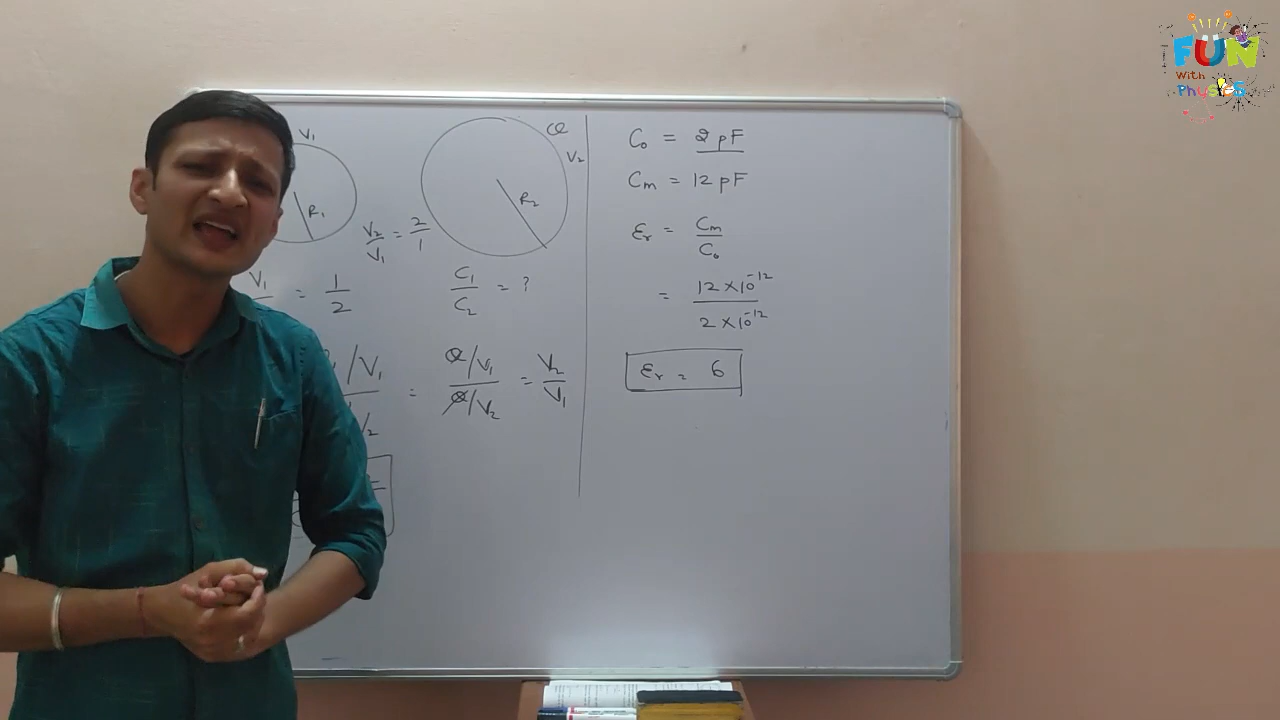 V₁
R₁
Q
V₂
R₂
V₂/V₁ = 2/1
V₁ = 1/2
C₁/C₂ = ?
/V₁ = Q/V₁ / Q/V₂ = V₂/V₁
C₀ = 2 pF
Cₘ = 12 pF
εᵣ = Cₘ/C₀
= 12 × 10⁻¹² / 2 × 10⁻¹²
εᵣ = 6
FUN
With
Physics